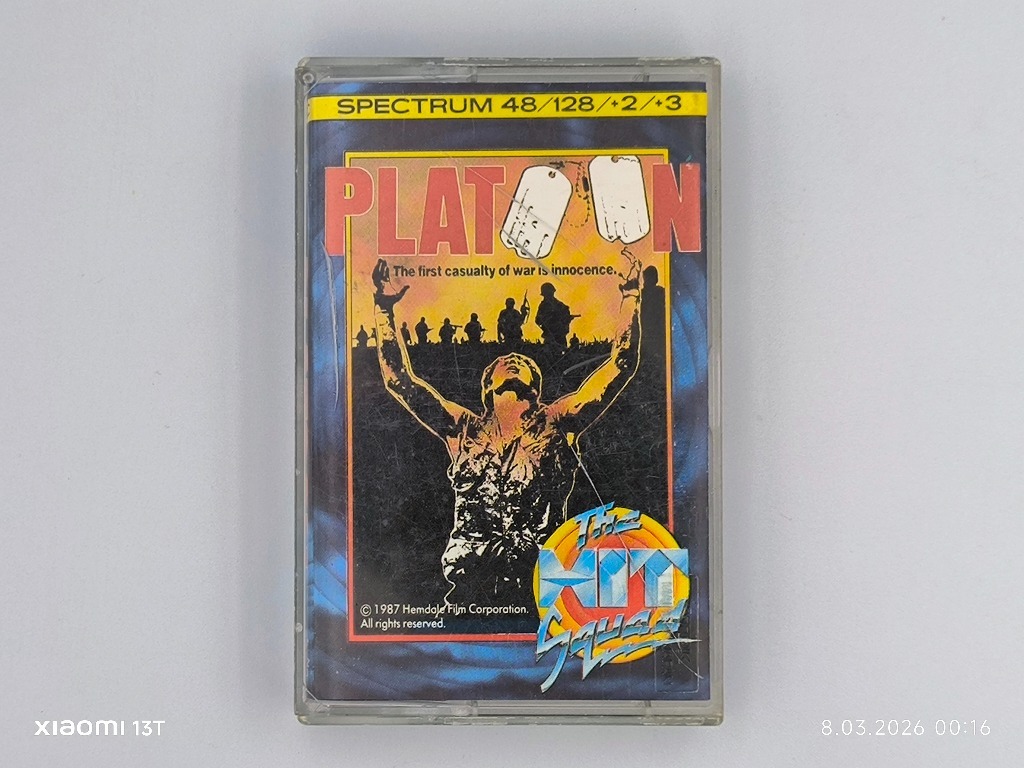 SPECTRUM 48/128/+2/+3
PLATOON
The first casualty of war is innocence.
The
HIT
Squad
© 1987 Hemdale Film Corporation.
All rights reserved.
XIAOMI 13T
8.03.2026 00:16